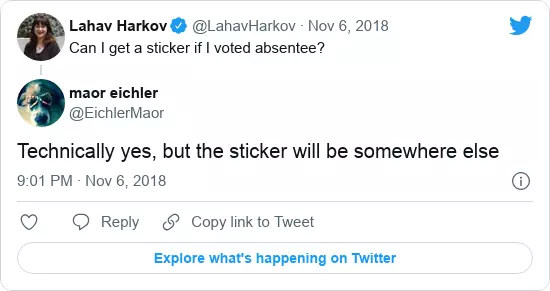 Lahav Harkov @LahavHarkov · Nov 6, 2018
Can I get a sticker if I voted absentee?
maor eichler
@EichlerMaor
Technically yes, but the sticker will be somewhere else
9:01 PM · Nov 6, 2018
Reply Copy link to Tweet
Explore what's happening on Twitter